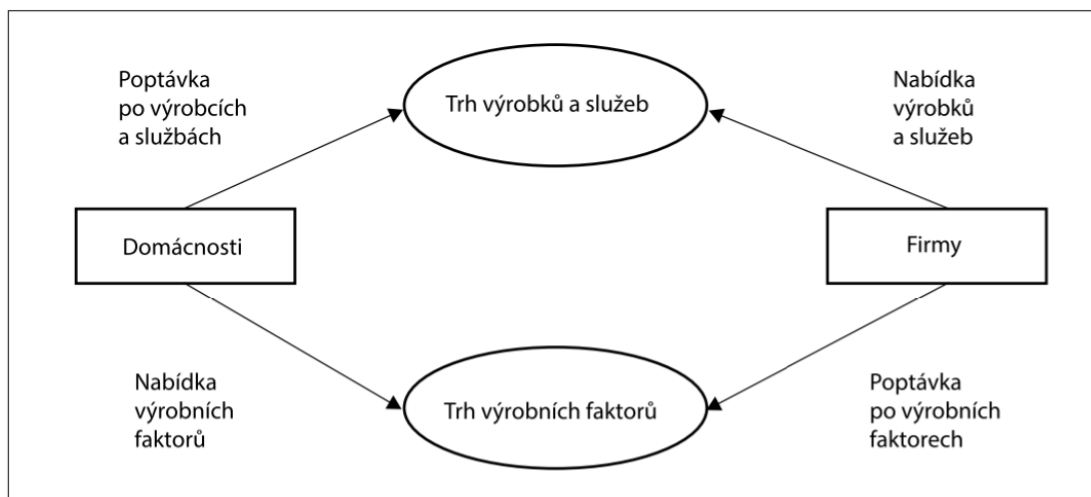 Poptávka
po výrobcích
a službách
Trh výrobků a služeb
Nabídka
výrobků
a služeb
Domácnosti
Firmy
Nabídka
výrobních
faktorů
Trh výrobních faktorů
Poptávka
po výrobních
faktorech